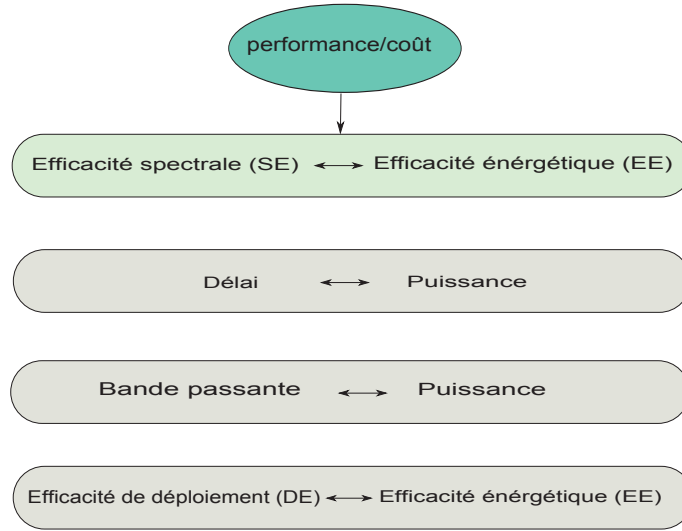 performance/coût
Efficacité spectrale (SE) Efficacité énérgétique (EE)
Délai Puissance
Bande passante Puissance
Efficacité de déploiement (DE) Efficacité énérgétique (EE)